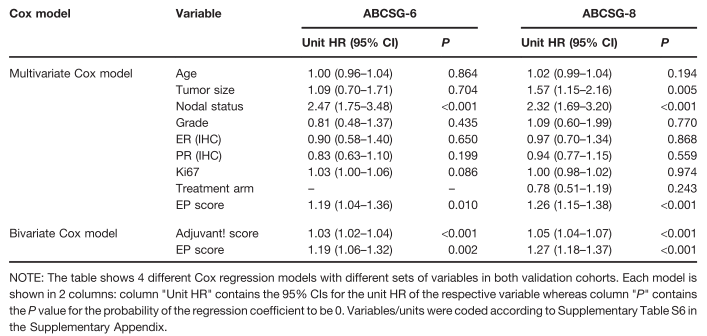 Cox model Variable ABCSG-6 ABCSG-8
Unit HR (95% CI) P Unit HR (95% CI) P
Multivariate Cox model Age 1.00 (0.96–1.04) 0.864 1.02 (0.99–1.04) 0.194
Tumor size 1.09 (0.70–1.71) 0.704 1.57 (1.15–2.16) 0.005
Nodal status 2.47 (1.75–3.48) <0.001 2.32 (1.69–3.20) <0.001
Grade 0.81 (0.48–1.37) 0.435 1.09 (0.60–1.99) 0.770
ER (IHC) 0.90 (0.58–1.40) 0.650 0.97 (0.70–1.34) 0.868
PR (IHC) 0.83 (0.63–1.10) 0.199 0.94 (0.77–1.15) 0.559
Ki67 1.03 (1.00–1.06) 0.086 1.00 (0.98–1.02) 0.974
Treatment arm – – 0.78 (0.51–1.19) 0.243
EP score 1.19 (1.04–1.36) 0.010 1.26 (1.15–1.38) <0.001
Bivariate Cox model Adjuvant! score 1.03 (1.02–1.04) <0.001 1.05 (1.04–1.07) <0.001
EP score 1.19 (1.06–1.32) 0.002 1.27 (1.18–1.37) <0.001
NOTE: The table shows 4 different Cox regression models with different sets of variables in both validation cohorts. Each model is
shown in 2 columns: column "Unit HR" contains the 95% CIs for the unit HR of the respective variable whereas column "P" contains
the P value for the probability of the regression coefficient to be 0. Variables/units were coded according to Supplementary Table S6 in
the Supplementary Appendix.